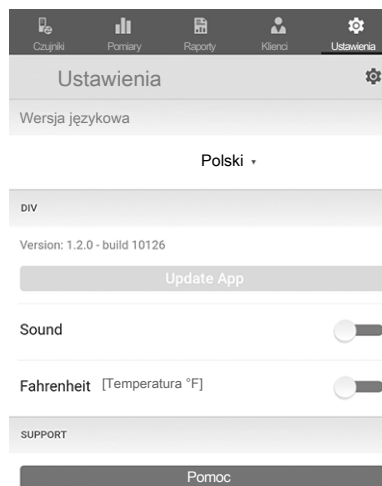 Czujniki Pomiary Raporty Klienci Ustawienia
Ustawienia
Wersja językowa
Polski
DIV
Version: 1.2.0 - build 10126
Update App
Sound
Fahrenheit [Temperatura °F]
SUPPORT
Pomoc